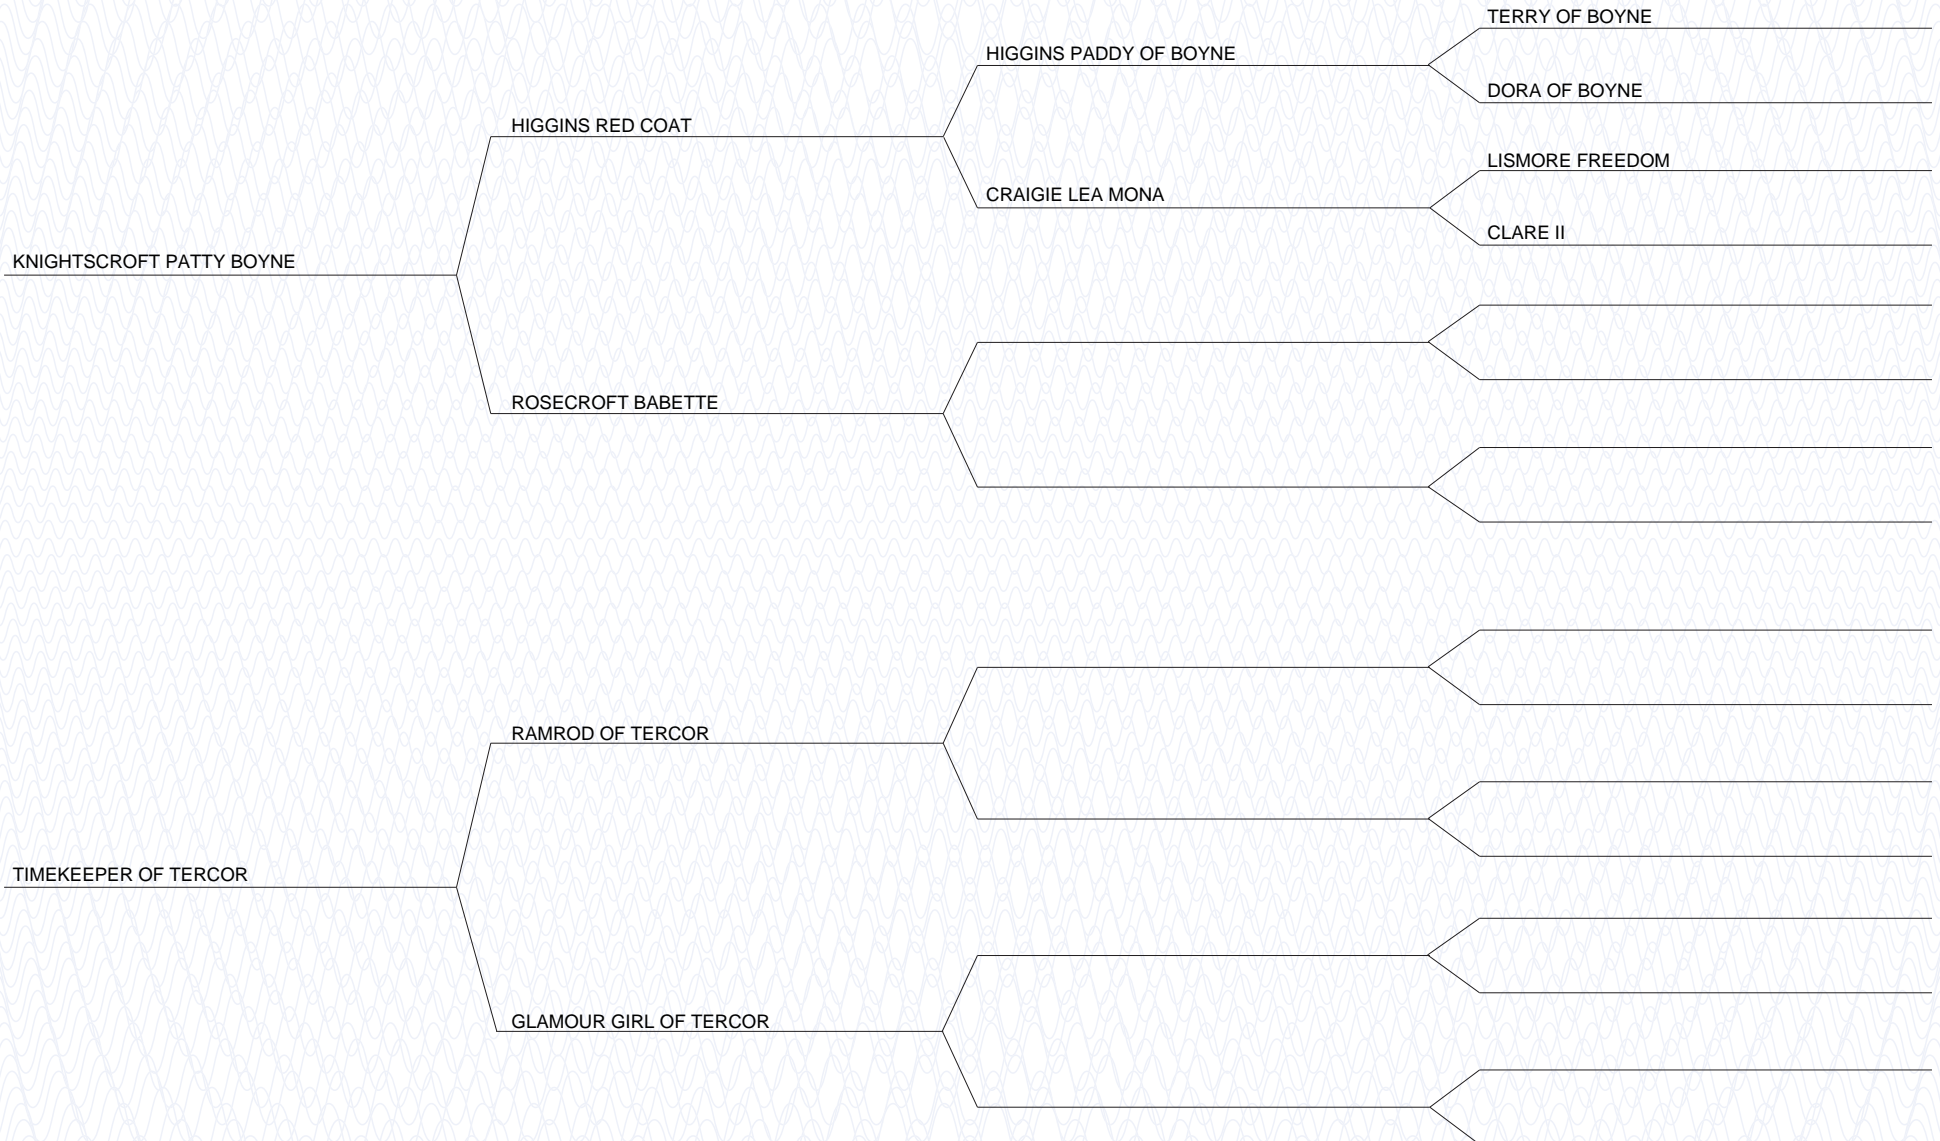 TERRY OF BOYNE
HIGGINS PADDY OF BOYNE
DORA OF BOYNE
HIGGINS RED COAT
LISMORE FREEDOM
CRAIGIE LEA MONA
CLARE II
KNIGHTSCROFT PATTY BOYNE
ROSECROFT BABETTE
RAMROD OF TERCOR
TIMEKEEPER OF TERCOR
GLAMOUR GIRL OF TERCOR